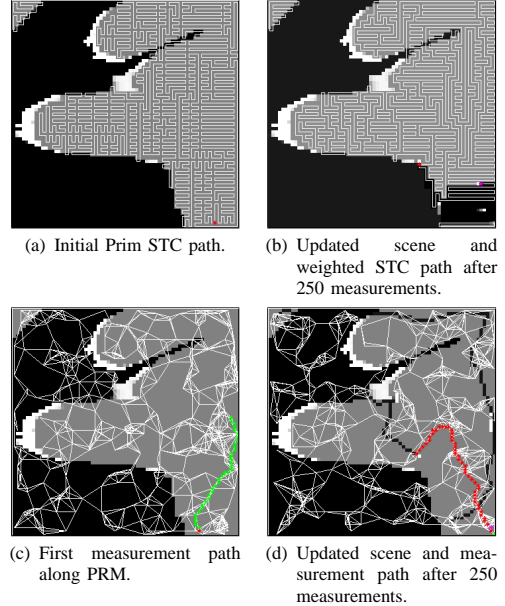 (a) Initial Prim STC path.
(b) Updated scene and
weighted STC path after
250 measurements.
(c) First measurement path
along PRM.
(d) Updated scene and mea-
surement path after 250
measurements.